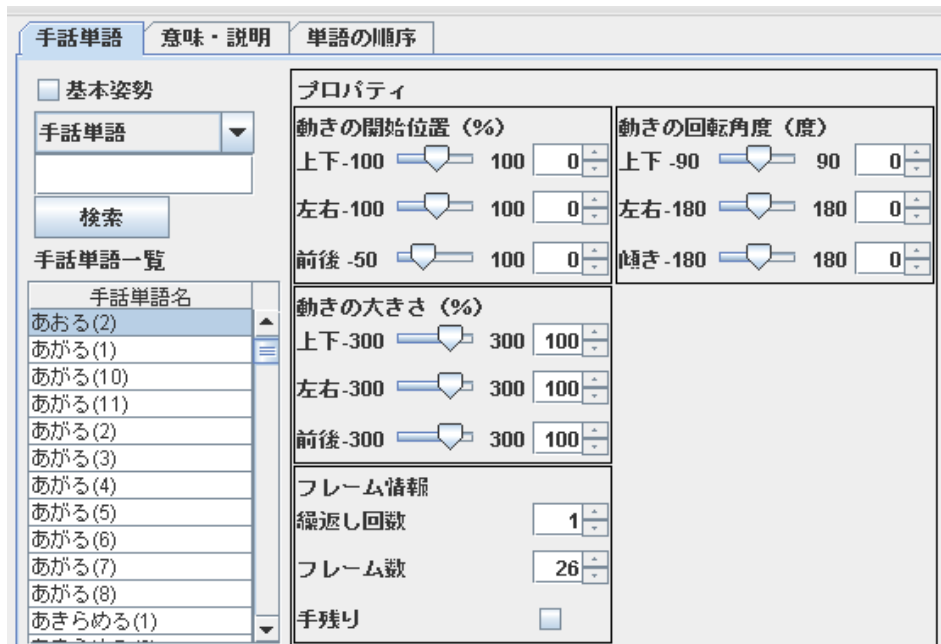 手話単語 意味・説明 単語の順序
基本姿勢
手話単語
検索
手話単語一覧
手話単語名
あおる(2)
あがる(1)
あがる(10)
あがる(11)
あがる(2)
あがる(3)
あがる(4)
あがる(5)
あがる(6)
あがる(7)
あがる(8)
あきらめる(1)
プロパティ
動きの開始位置（%）
上下-100 100 0
左右-100 100 0
前後 -50 100 0
動きの回転角度（度）
上下 -90 90 0
左右-180 180 0
傾き-180 180 0
動きの大きさ（%）
上下-300 300 100
左右-300 300 100
前後-300 300 100
フレーム情報
繰返し回数 1
フレーム数 26
手残り